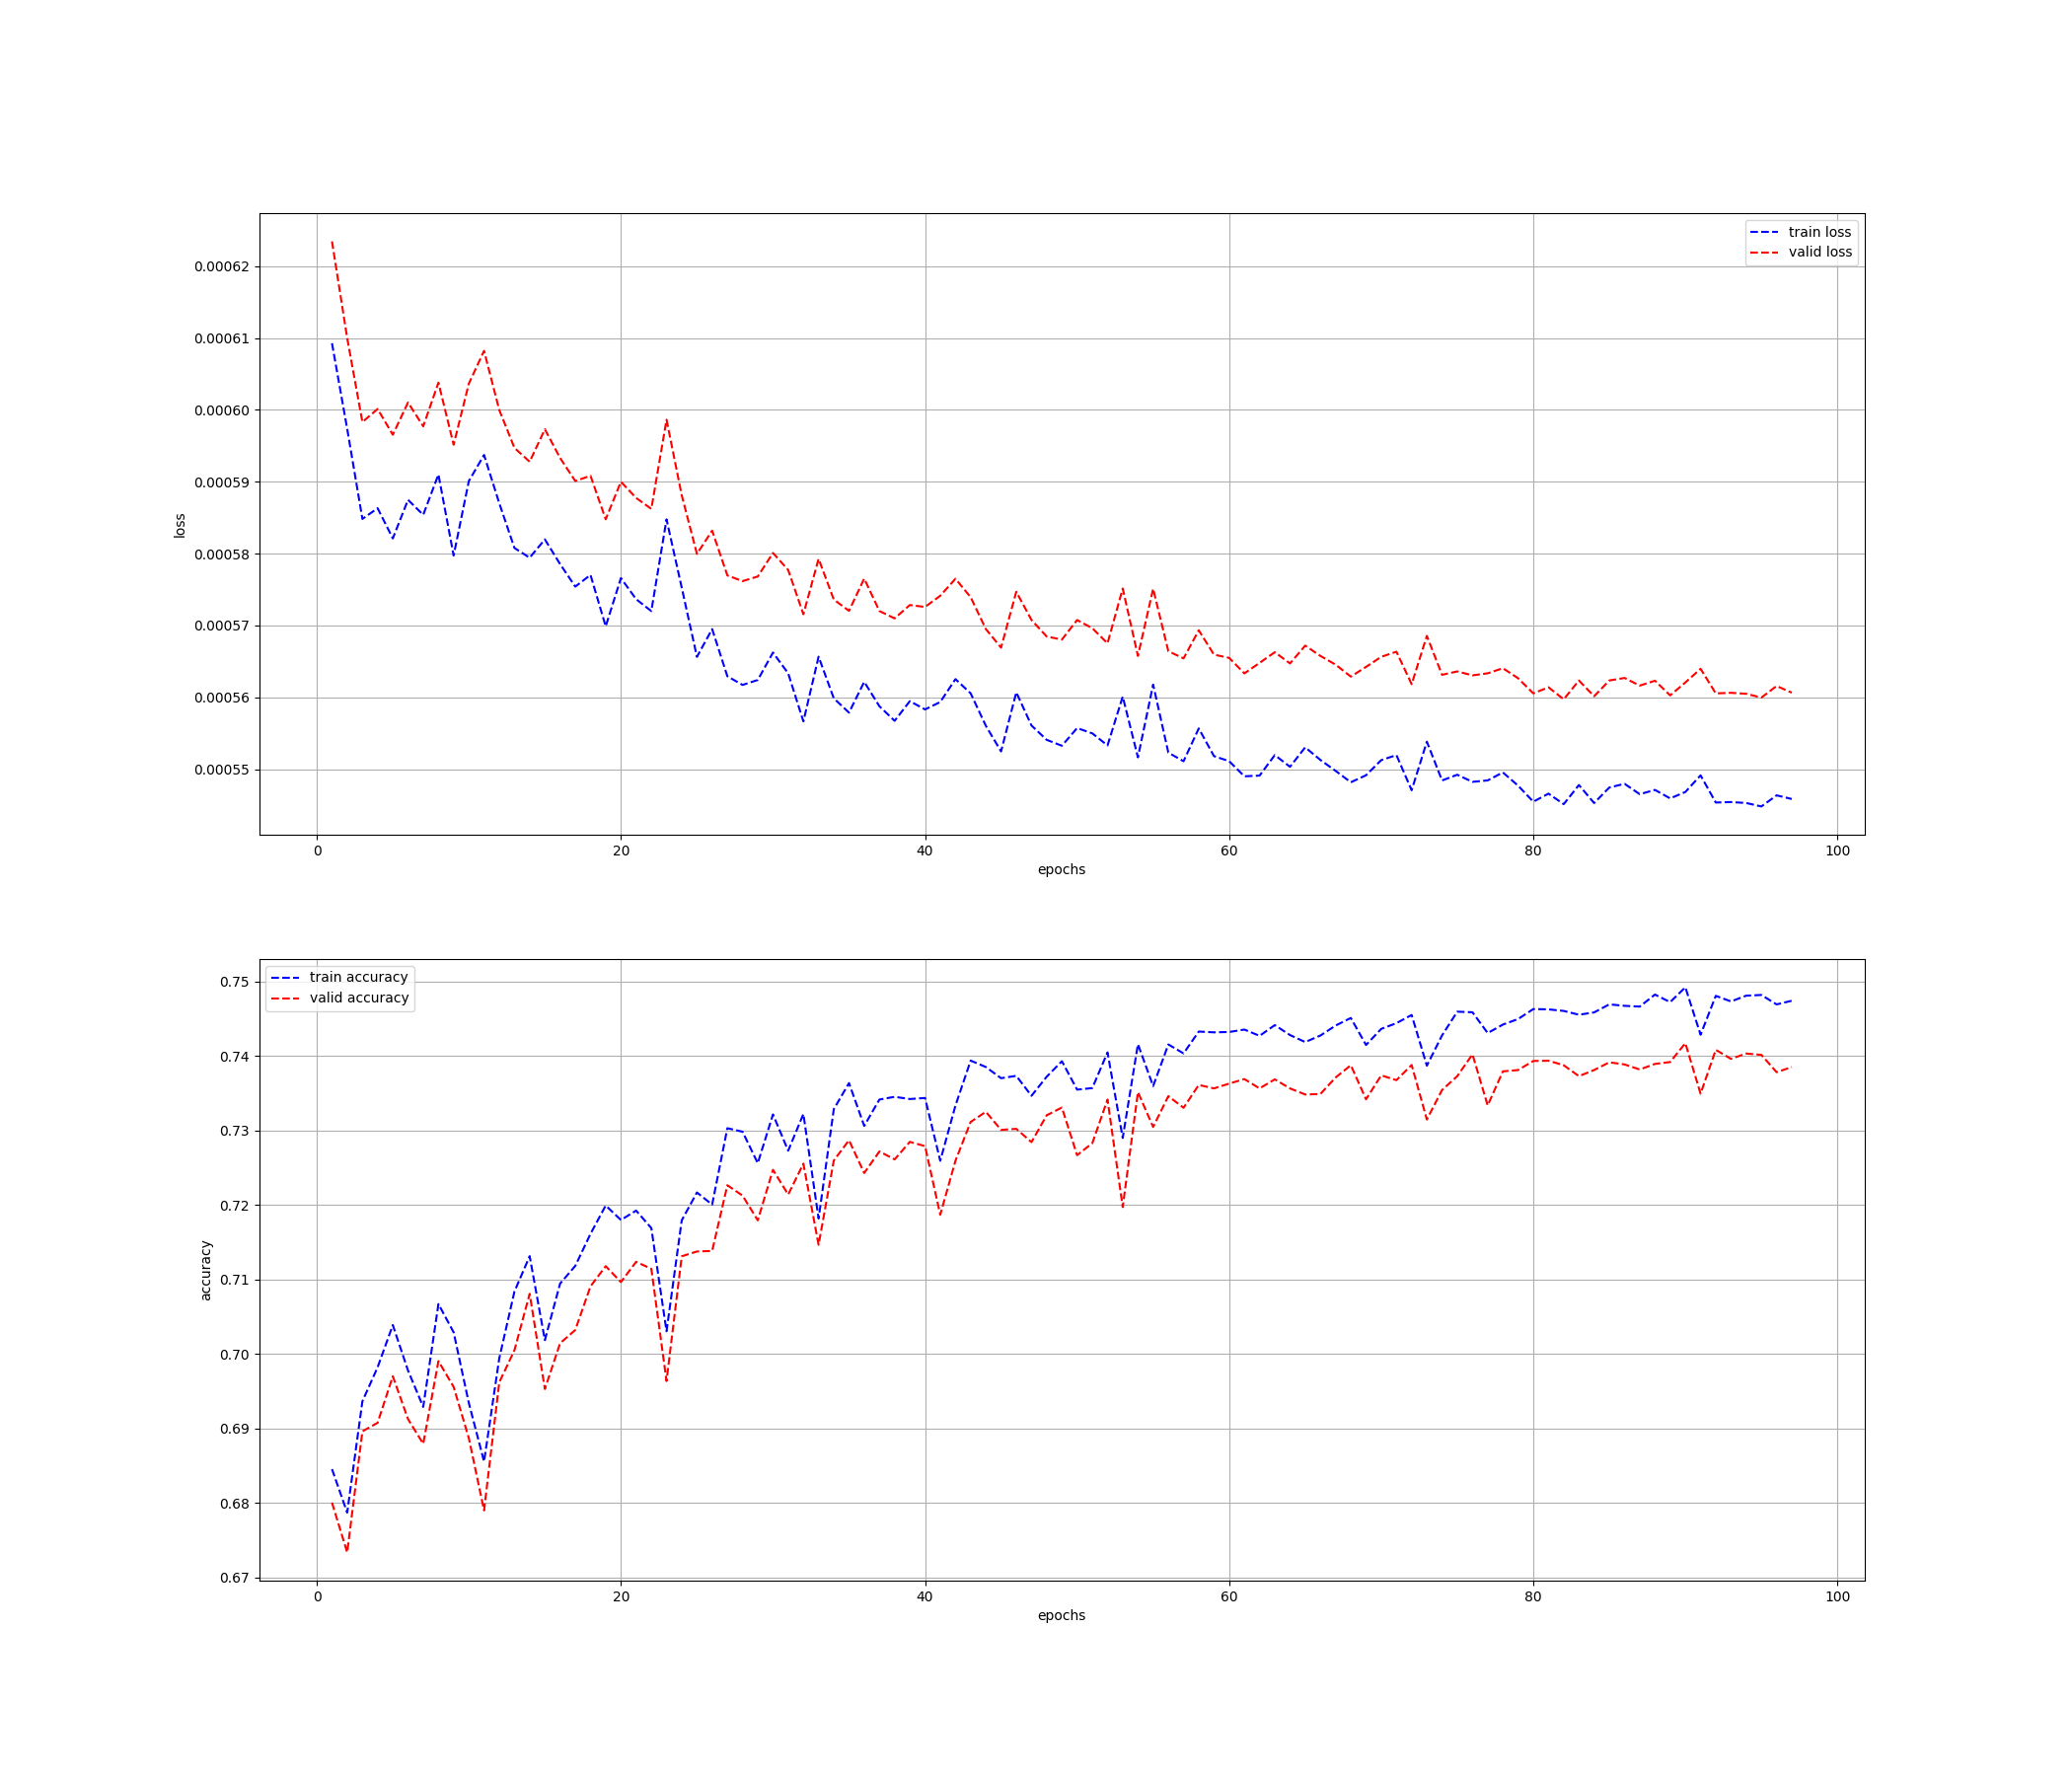 train loss
valid loss
0.00062
0.00061
0.00060
0.00059
0.00058
0.00057
0.00056
0.00055
loss
0 20 40 60 80 100
epochs
train accuracy
valid accuracy
0.75
0.74
0.73
0.72
0.71
0.70
0.69
0.68
0.67
accuracy
0 20 40 60 80 100
epochs